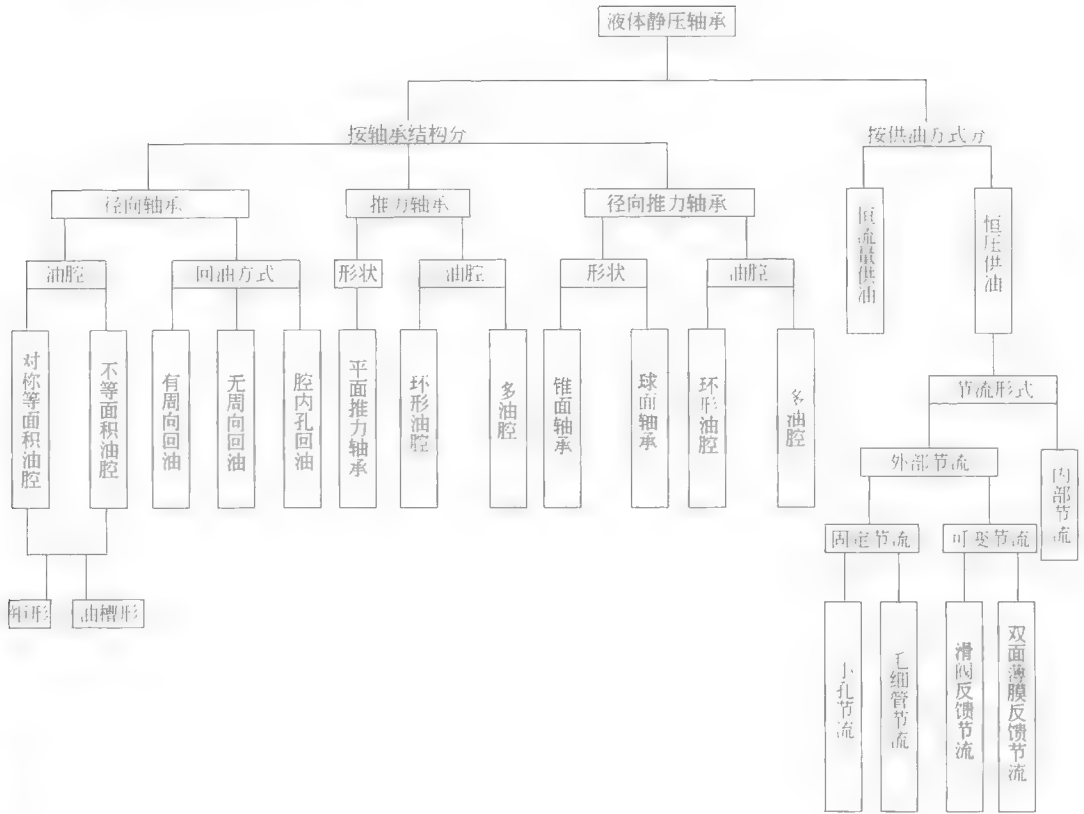 液体静压轴承
按轴承结构分
按供油方式分
径向轴承
推力轴承
径向推力轴承
恒流量供油
恒压供油
油腔
回油方式
形状
油腔
形状
油腔
对称等面积油腔
不等面积油腔
有周向回油
无周向回油
腔内孔回油
平面推力轴承
环形油腔
多油腔
锥面轴承
球面轴承
环形油腔
多油腔
节流形式
外部节流
内部节流
固定节流
可变节流
油槽形
小孔节流
毛细管节流
滑阀反馈节流
双面薄膜反馈节流